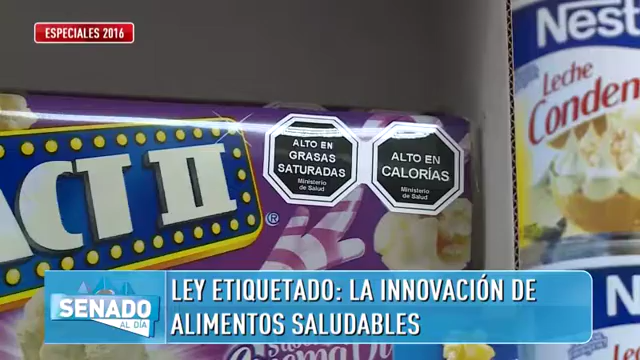 ESPECIALES 2016
Nest
Leche
Conden
ACT II
®
ALTO EN
GRASAS
SATURADAS
Ministerio
de Salud
ALTO EN
CALORÍAS
Ministerio
de Salud
LEY ETIQUETADO: LA INNOVACIÓN DE
ALIMENTOS SALUDABLES
SENADO
AL DÍA
Nest